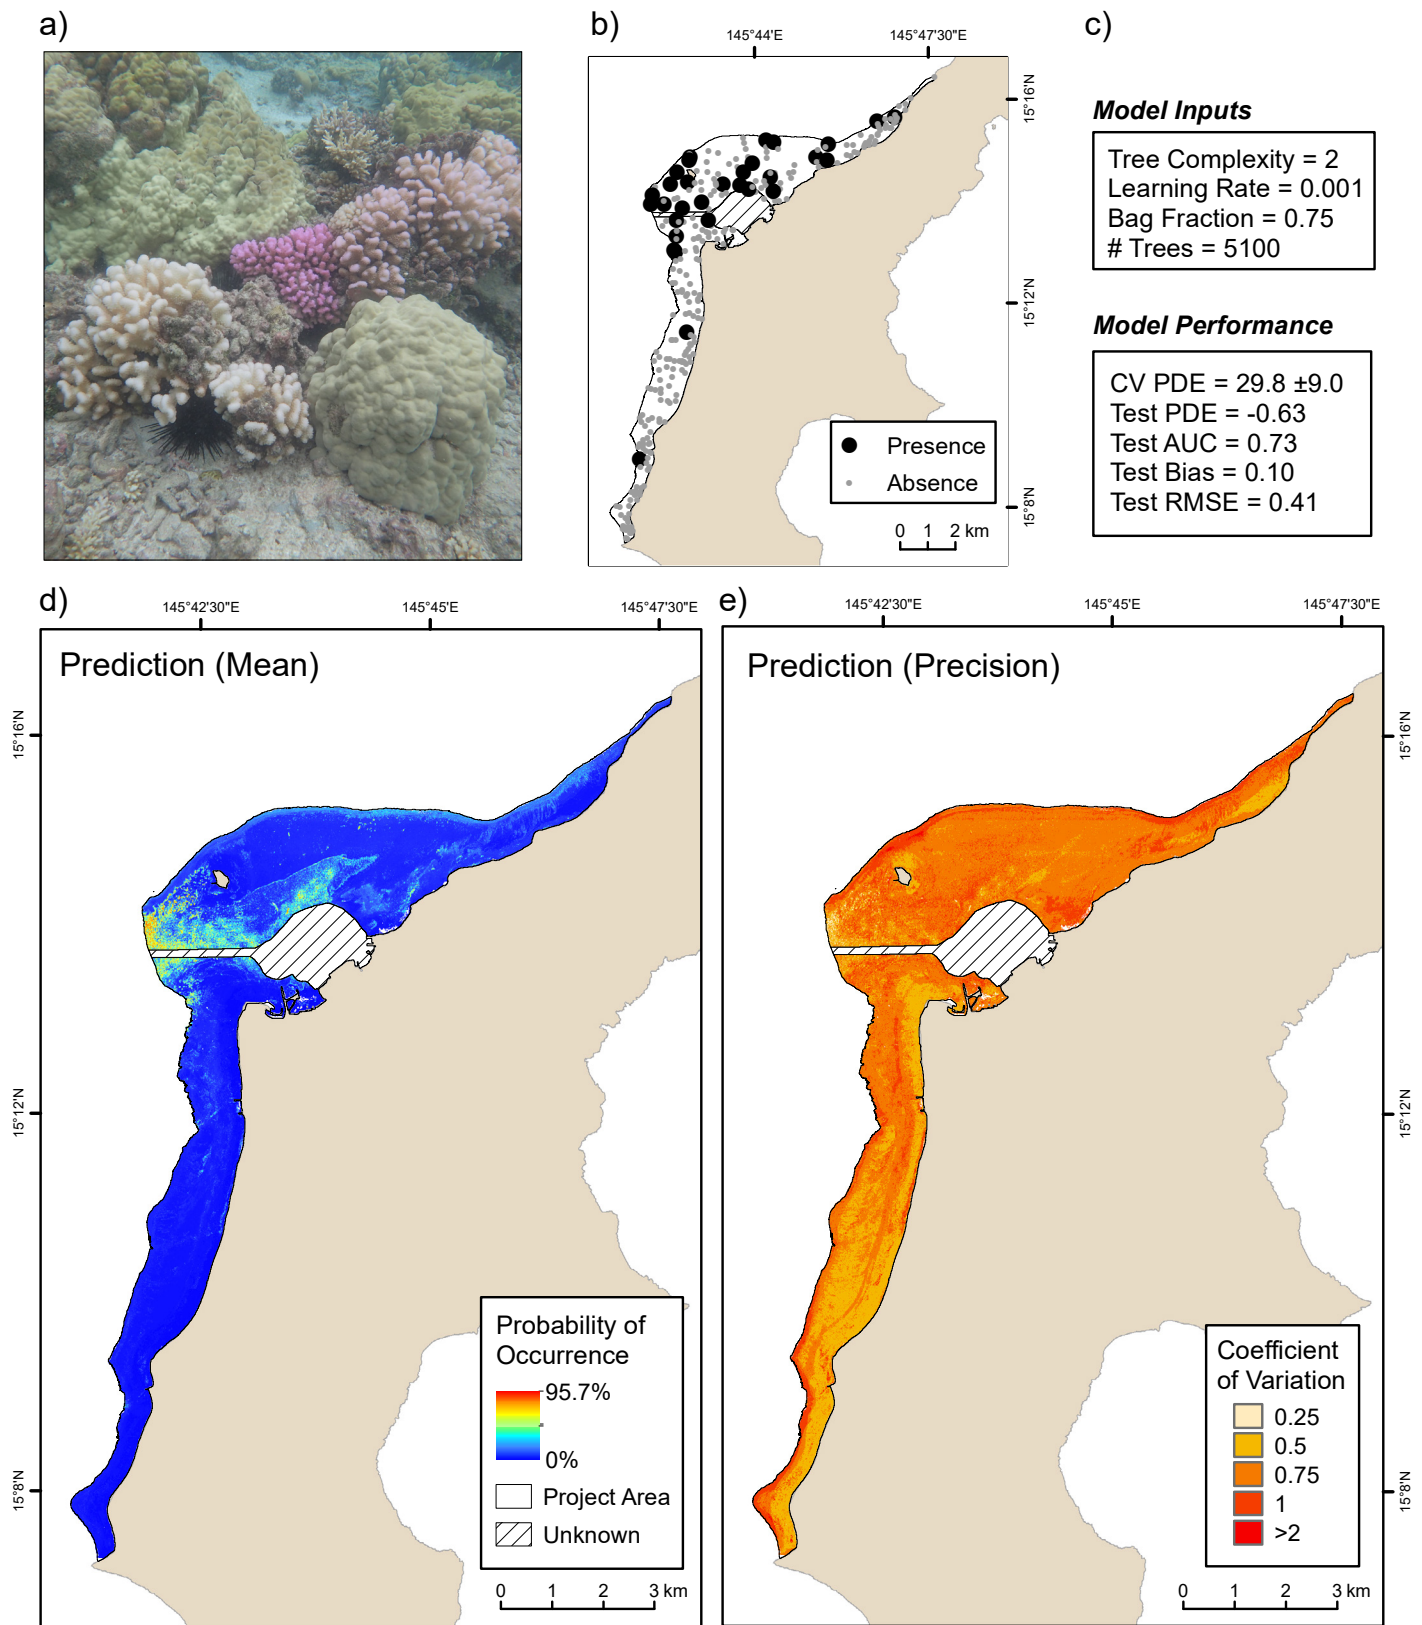 a)
b)
145°44'E
145°47'30"E
15°16'N
15°12'N
15°8'N
Presence
Absence
0 1 2 km
c)
Model Inputs
Tree Complexity = 2
Learning Rate = 0.001
Bag Fraction = 0.75
# Trees = 5100
Model Performance
CV PDE = 29.8 ±9.0
Test PDE = -0.63
Test AUC = 0.73
Test Bias = 0.10
Test RMSE = 0.41
d)
145°42'30"E
145°45'E
147°47'30"E
Prediction (Mean)
15°16'N
15°12'N
15°8'N
Probability of
Occurrence
95.7%
0%
Project Area
Unknown
0 1 2 3 km
e)
145°42'30"E
145°45'E
145°47'30"E
Prediction (Precision)
15°16'N
15°12'N
15°8'N
Coefficient
of Variation
0.25
0.5
0.75
1
>2
0 1 2 3 km